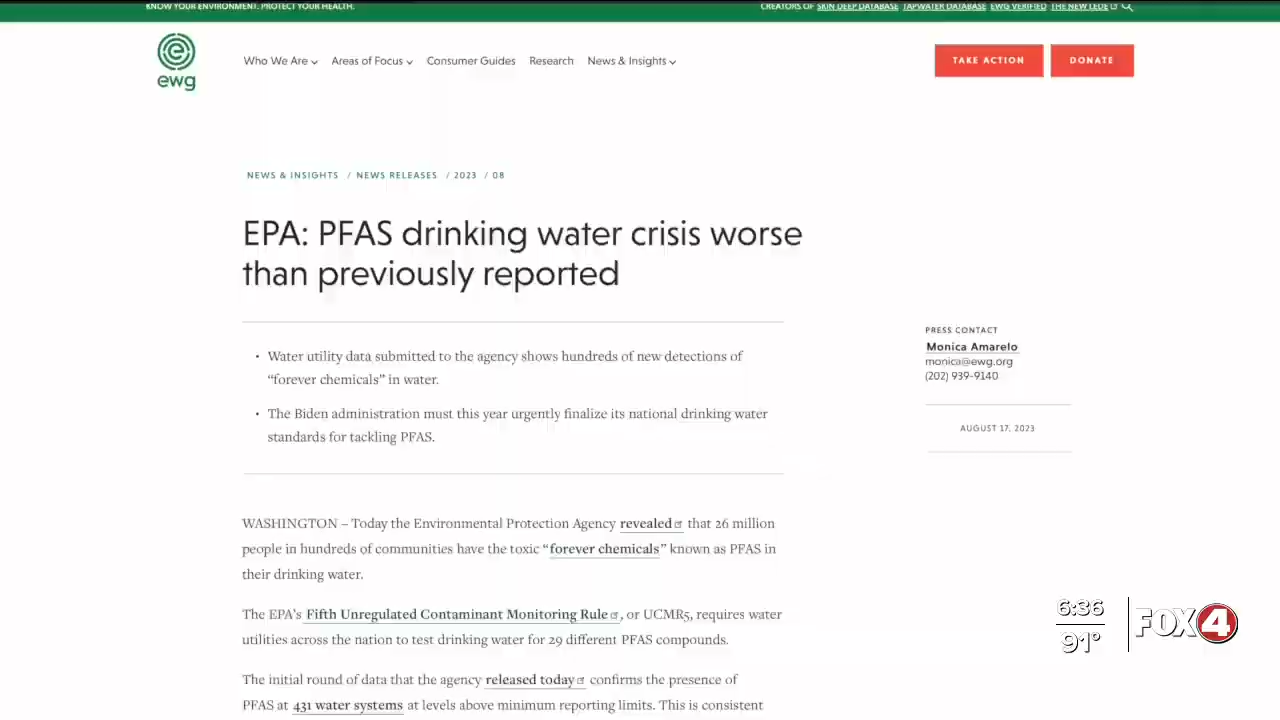 KNOW YOUR ENVIRONMENT. PROTECT YOUR HEALTH.
CREATORS OF SKIN DEEP DATABASE TAPWATER DATABASE EWG VERIFIED THE NEW LEDE
ewg
Who We Are Areas of Focus Consumer Guides Research News & Insights
TAKE ACTION DONATE
NEWS & INSIGHTS / NEWS RELEASES / 2023 / 08
EPA: PFAS drinking water crisis worse
than previously reported
• Water utility data submitted to the agency shows hundreds of new detections of
“forever chemicals” in water.
• The Biden administration must this year urgently finalize its national drinking water
standards for tackling PFAS.
PRESS CONTACT
Monica Amarelo
monica@ewg.org
(202) 939-9140
AUGUST 17, 2023
WASHINGTON – Today the Environmental Protection Agency revealed that 26 million
people in hundreds of communities have the toxic “forever chemicals” known as PFAS in
their drinking water.
The EPA’s Fifth Unregulated Contaminant Monitoring Rule, or UCMR5, requires water
utilities across the nation to test drinking water for 29 different PFAS compounds.
The initial round of data that the agency released today confirms the presence of
PFAS at 431 water systems at levels above minimum reporting limits. This is consistent
6:36
91°
FOX 4